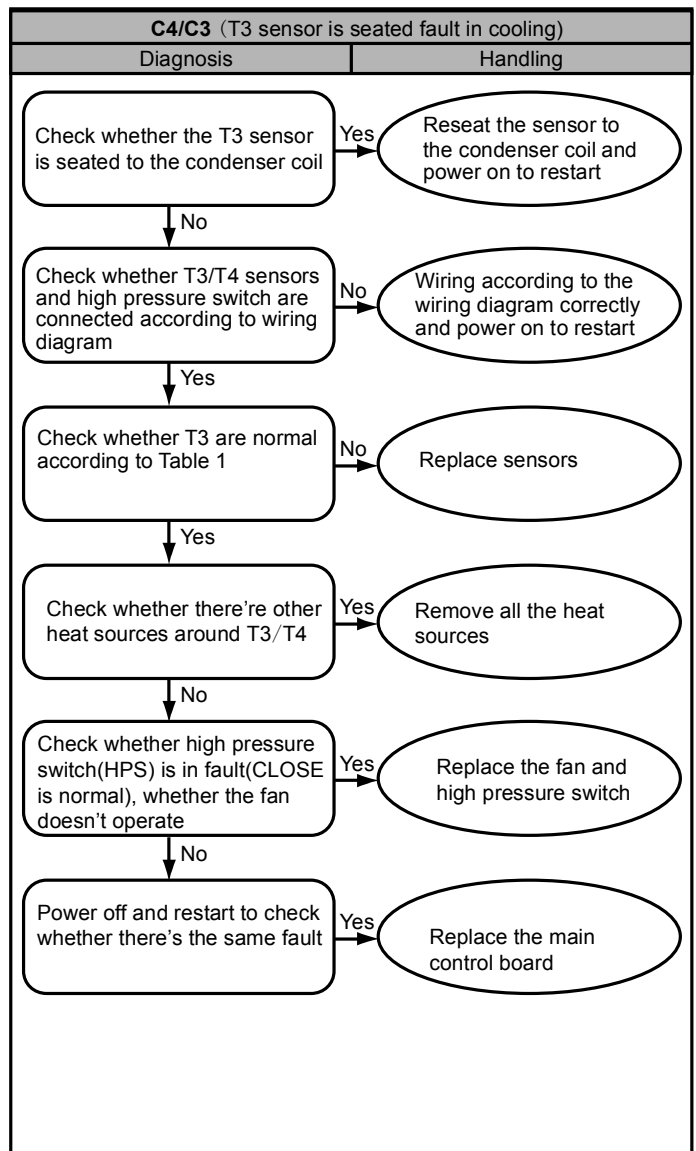 C4/C3（T3 sensor is seated fault in cooling)
Diagnosis
Handling
Check whether the T3 sensor
is seated to the condenser coil
Yes
Reseat the sensor to
the condenser coil and
power on to restart
No
Check whether T3/T4 sensors
and high pressure switch are
connected according to wiring
diagram
No
Wiring according to the
wiring diagram correctly
and power on to restart
Yes
Check whether T3 are normal
according to Table 1
No
Replace sensors
Yes
Check whether there're other
heat sources around T3/T4
Yes
Remove all the heat
sources
No
Check whether high pressure
switch(HPS) is in fault(CLOSE
is normal), whether the fan
doesn't operate
Yes
Replace the fan and
high pressure switch
No
Power off and restart to check
whether there's the same fault
Yes
Replace the main
control board